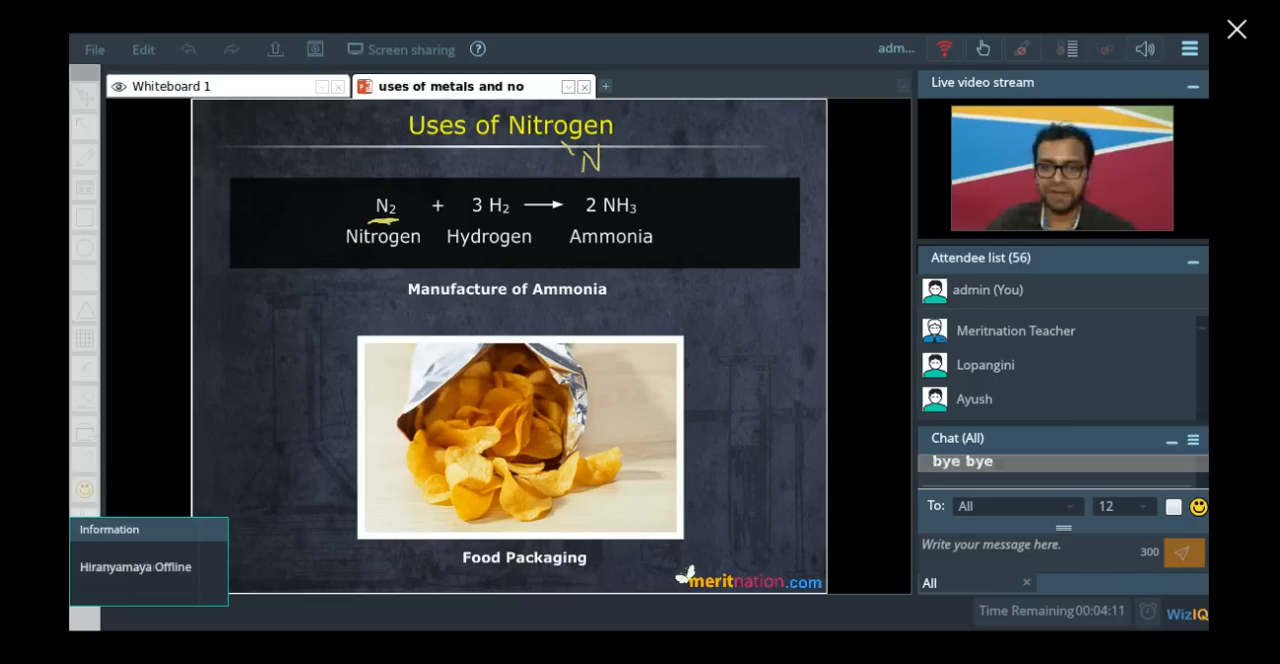 File Edit Screen sharing ? adm...
Whiteboard 1
uses of metals and no
Uses of Nitrogen
N
N2 + 3 H2 → 2 NH3
Nitrogen Hydrogen Ammonia
Manufacture of Ammonia
Food Packaging
meritnation.com
Information
Hiranyamaya Offline
Live video stream
Attendee list (56)
admin (You)
Meritnation Teacher
Lopangini
Ayush
Chat (All)
bye bye
To: All 12
Write your message here.
300
All
Time Remaining00:04:11
WizIQ